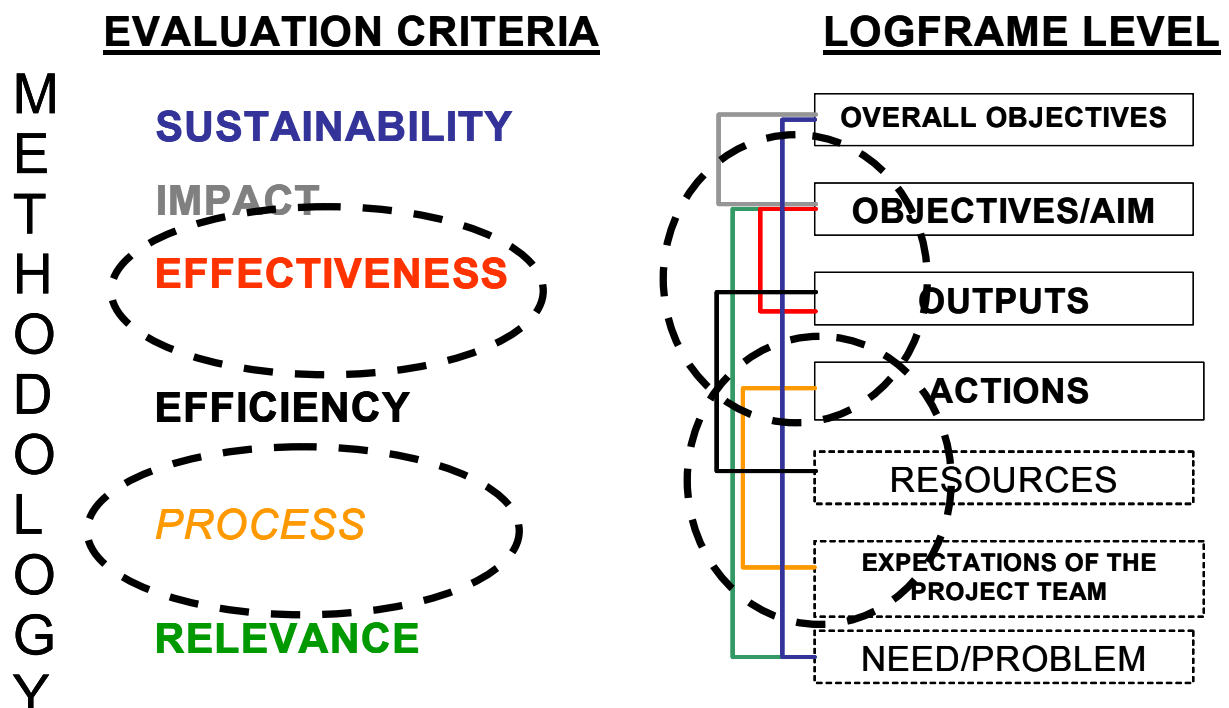 EVALUATION CRITERIA
LOGFRAME LEVEL
METHODOLOGY
SUSTAINABILITY
IMPACT
EFFECTIVENESS
EFFICIENCY
PROCESS
RELEVANCE
OVERALL OBJECTIVES
OBJECTIVES/AIM
OUTPUTS
ACTIONS
RESOURCES
EXPECTATIONS OF THE
PROJECT TEAM
NEED/PROBLEM